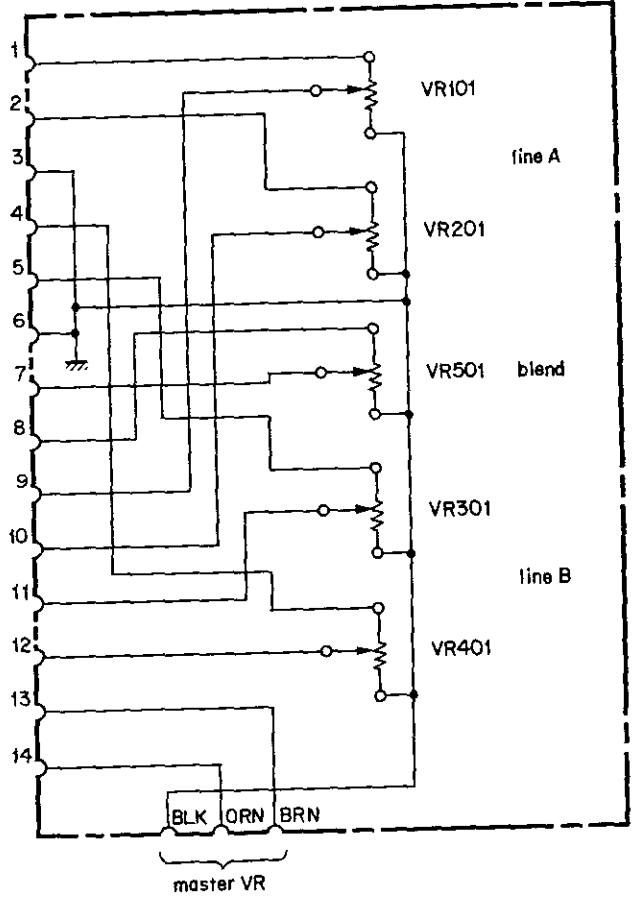 1
VR101
2
line A
3
4
VR201
5
6
VR501 blend
7
8
9
VR301
10
line B
11
12
VR401
13
14
BLK ORN BRN
master VR